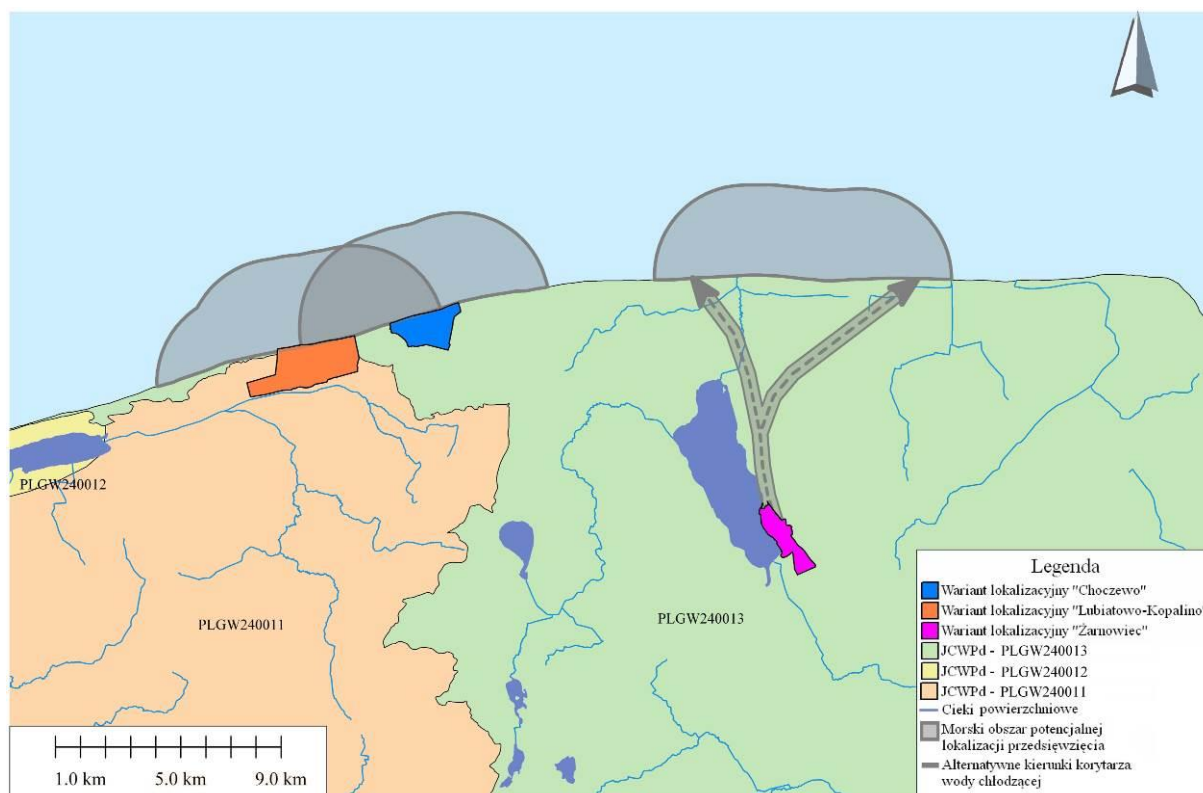 PLGW240012
PLGW240011
PLGW240013
1.0 km 5.0 km 9.0 km
Legenda
Wariant lokalizacyjny "Choczewo"
Wariant lokalizacyjny "Lubiatowo-Kopalino"
Wariant lokalizacyjny "Żarnowiec"
JCWPd - PLGW240013
JCWPd - PLGW240012
JCWPd - PLGW240011
Cieki powierzchniowe
Morski obszar potencjalnej
lokalizacji przedsięwzięcia
Alternatywne kierunki korytarza
wody chłodzącej